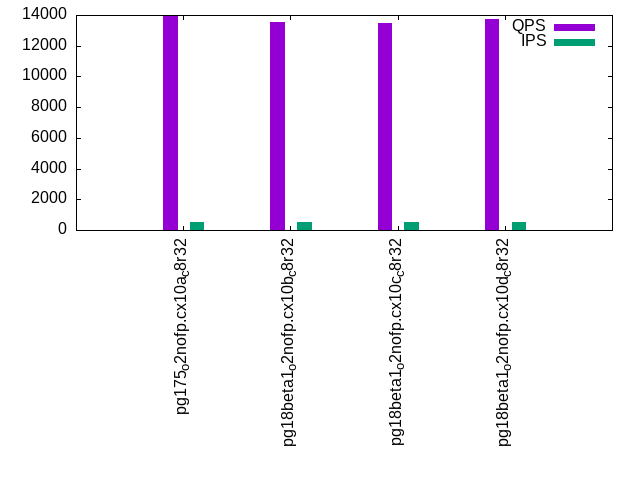 14000
12000
10000
8000
6000
4000
2000
0
QPS
IPS
pg175o2nofp.cx10ac8r32
pg18beta1o2nofp.cx10bc8r32
pg18beta1o2nofp.cx10cc8r32
pg18beta1o2nofp.cx10dc8r32